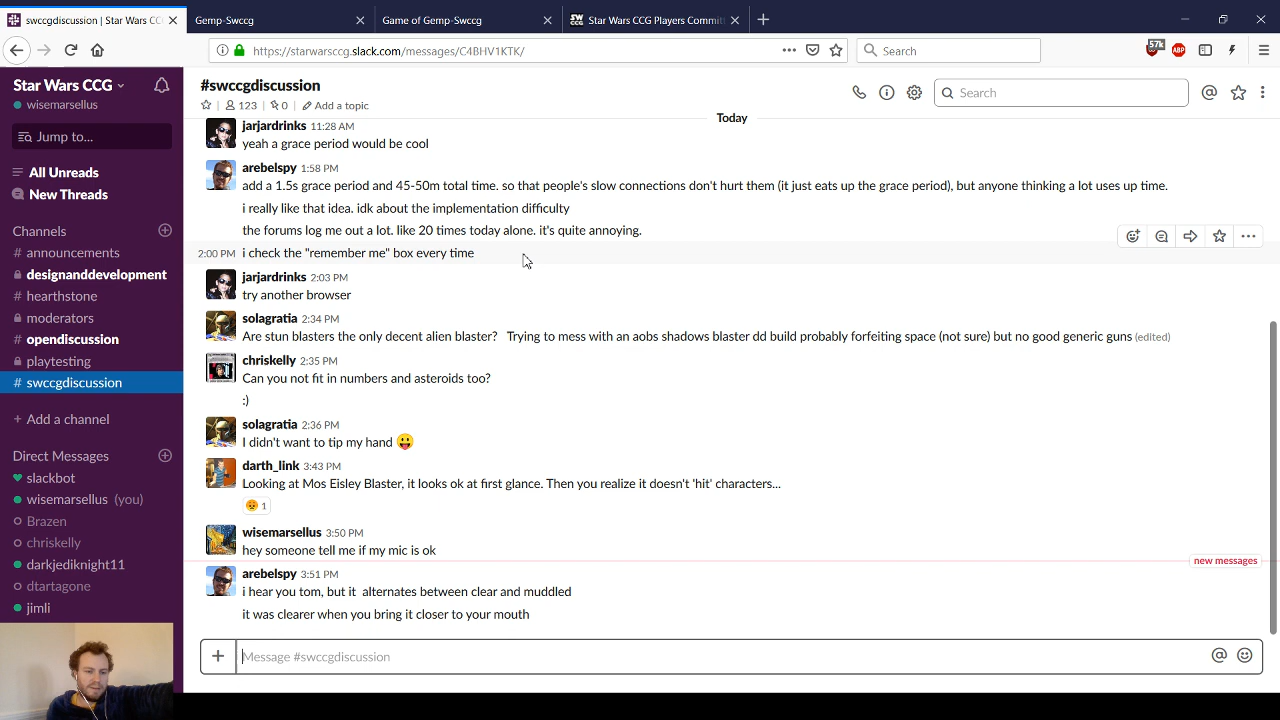 swccgdiscussion | Star Wars CC
Gemp-Swccg
Game of Gemp-Swccg
SW CCG
Star Wars CCG Players Commit
https://starwarsccg.slack.com/messages/C4BHV1KTK/
Search
57k
ABP
Star Wars CCG
wisemarsellus
Jump to...
All Unreads
New Threads
Channels
# announcements
designanddevelopment
# hearthstone
moderators
# opendiscussion
playtesting
# swccgdiscussion
+ Add a channel
Direct Messages
slackbot
wisemarsellus (you)
Brazen
chriskelly
darkjediknight11
dtartagone
jimli
#swccgdiscussion
123
0
Add a topic
Search
Today
jarjardrinks 11:28 AM
yeah a grace period would be cool
arebelspy 1:58 PM
add a 1.5s grace period and 45-50m total time. so that people's slow connections don't hurt them (it just eats up the grace period), but anyone thinking a lot uses up time.
i really like that idea. idk about the implementation difficulty
the forums log me out a lot. like 20 times today alone. it's quite annoying.
2:00 PM i check the "remember me" box every time
jarjardrinks 2:03 PM
try another browser
solagratia 2:34 PM
Are stun blasters the only decent alien blaster? Trying to mess with an aobs shadows blaster dd build probably forfeiting space (not sure) but no good generic guns (edited)
chriskelly 2:35 PM
Can you not fit in numbers and asteroids too?
:)
solagratia 2:36 PM
I didn't want to tip my hand 😛
darth_link 3:43 PM
Looking at Mos Eisley Blaster, it looks ok at first glance. Then you realize it doesn't 'hit' characters...
1
wisemarsellus 3:50 PM
hey someone tell me if my mic is ok
new messages
arebelspy 3:51 PM
i hear you tom, but it alternates between clear and muddled
it was clearer when you bring it closer to your mouth
Message #swccgdiscussion